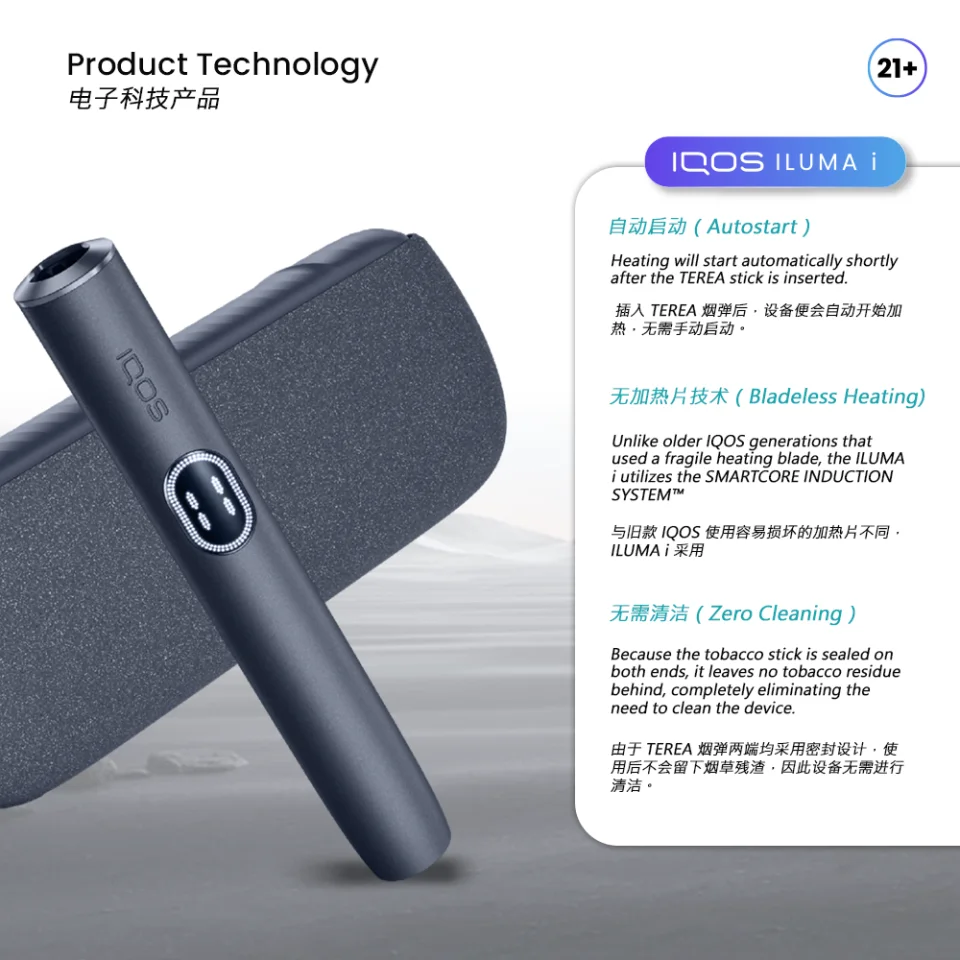 Product Technology
电子科技产品
21+
IQOS ILUMA i
自动启动 ( Autostart )
Heating will start automatically shortly
after the TEREA stick is inserted.
插入 TEREA 烟弹后，设备便会自动开始加
热，无需手动启动。
无加热片技术 ( Bladeless Heating)
Unlike older IQOS generations that
used a fragile heating blade, the ILUMA
i utilizes the SMARTCORE INDUCTION
SYSTEM™
与旧款 IQOS 使用容易损坏的加热片不同，
ILUMA i 采用
无需清洁 ( Zero Cleaning )
Because the tobacco stick is sealed on
both ends, it leaves no tobacco residue
behind, completely eliminating the
need to clean the device.
由于 TEREA 烟弹两端均采用密封设计，使
用后不会留下烟草残渣，因此设备无需进行
清洁。
IQOS